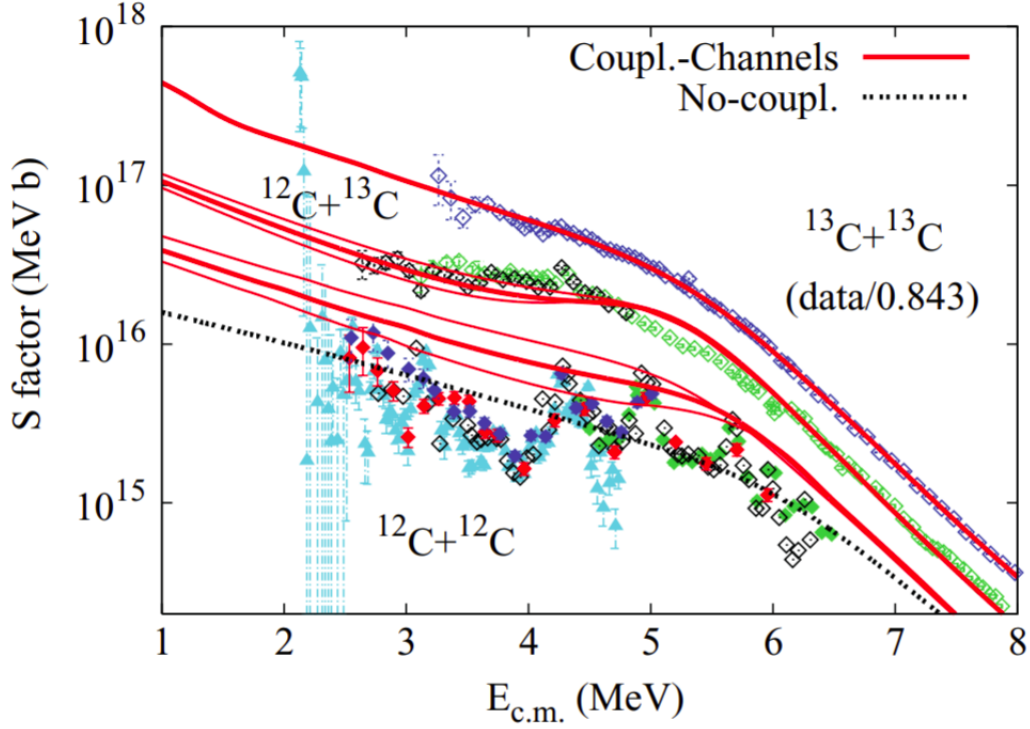 10^18
10^17
10^16
10^15
S factor (MeV b)
Coupl.-Channels
No-coupl.
^12C+^13C
^13C+^13C
(data/0.843)
^12C+^12C
1 2 3 4 5 6 7 8
E_c.m. (MeV)